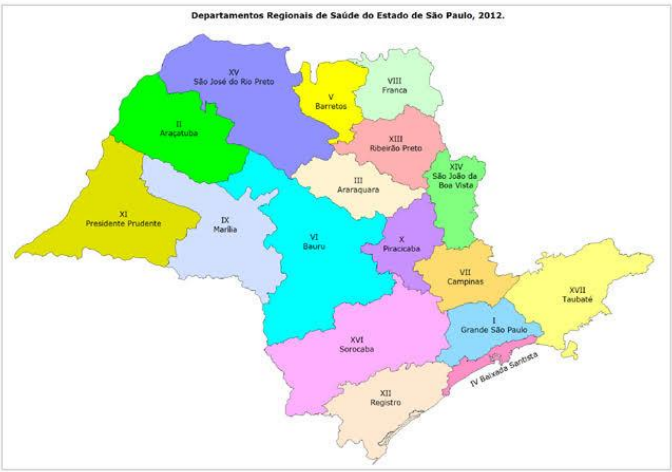 Departamentos Regionais de Saúde do Estado de São Paulo, 2012.
XV
São José do Rio Preto
V
Barretos
VIII
Franca
II
Araçatuba
XIII
Ribeirão Preto
XIV
São João da
Boa Vista
III
Araraquara
XI
Presidente Prudente
IX
Marília
VI
Bauru
X
Piracicaba
VII
Campinas
XVII
Taubaté
I
Grande São Paulo
XVI
Sorocaba
IV Baixada Santista
XII
Registro